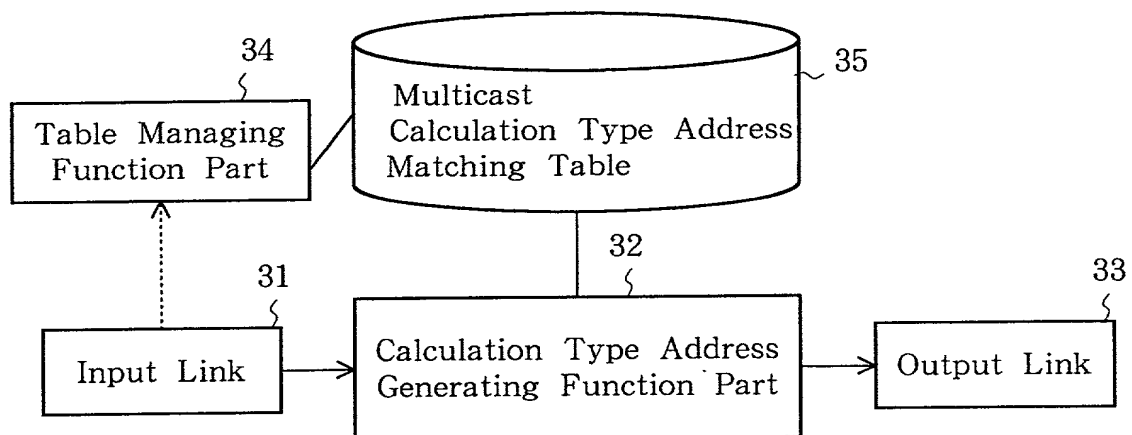 34
35
Table Managing
Function Part
Multicast
Calculation Type Address
Matching Table
32
31
33
Input Link
Calculation Type Address
Generating Function Part
Output Link